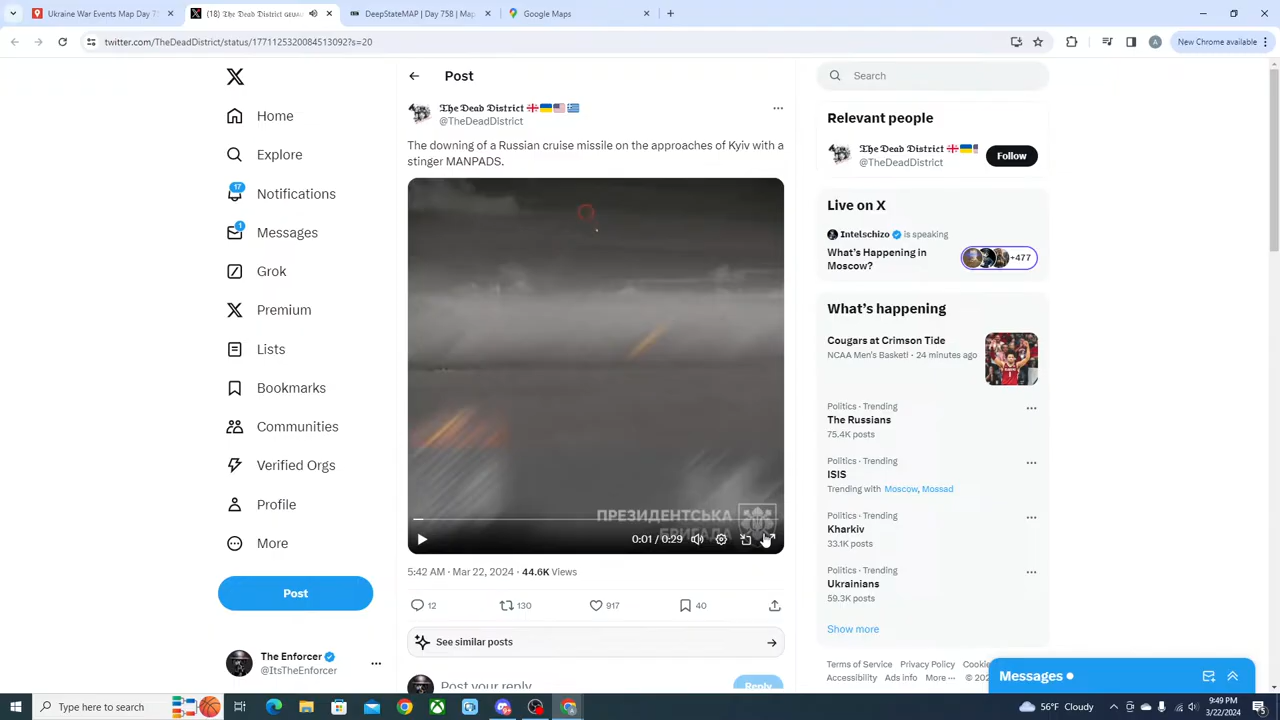 Ukraine War Events Map Day 7
(10) 𝕿𝖍𝖊 𝕯𝖊𝖆𝖉 𝕯𝖎𝖘𝖙𝖗𝖎𝖈𝖙
DeepStateMAP | Day 758 | Map
Google Maps
twitter.com/TheDeadDistrict/status/1771125320084513092?s=20
New Chrome available
Home
Explore
17
Notifications
1
Messages
Grok
Premium
Lists
Bookmarks
Communities
Verified Orgs
Profile
More
Post
The Enforcer
@ItsTheEnforcer
Post
𝕿𝖍𝖊 𝕯𝖊𝖆𝖉 𝕯𝖎𝖘𝖙𝖗𝖎𝖈𝖙
@TheDeadDistrict
The downing of a Russian cruise missile on the approaches of Kyiv with a
stinger MANPADS.
ПРЕЗИДЕНТСЬКА
БРИГАДА
0:01 / 0:29
5:42 AM · Mar 22, 2024 · 44.6K Views
12
130
917
40
See similar posts
Post your reply
Reply
Search
Relevant people
𝕿𝖍𝖊 𝕯𝖊𝖆𝖉 𝕯𝖎𝖘𝖙𝖗𝖎𝖈𝖙
@TheDeadDistrict
Follow
Live on X
Intelschizo is speaking
What's Happening in
Moscow?
+477
What's happening
Cougars at Crimson Tide
NCAA Men's Basketl · 24 minutes ago
Politics · Trending
The Russians
75.4K posts
Politics · Trending
ISIS
Trending with Moscow, Mossad
Politics · Trending
Kharkiv
33.1K posts
Politics · Trending
Ukrainians
59.3K posts
Show more
Terms of Service Privacy Policy Cookie
Accessibility Ads info More ··· © 202
Messages
Type here to search
56°F Cloudy
9:49 PM
3/22/2024